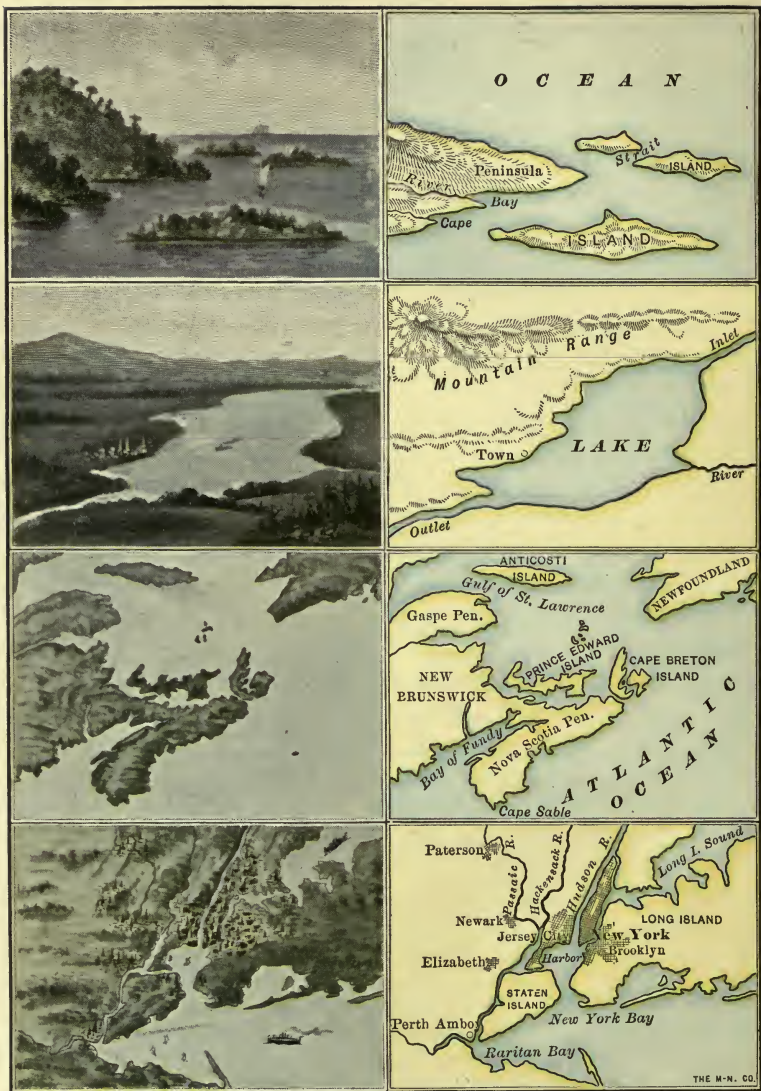 OCEAN
Strait
ISLAND
Peninsula
River
Bay
Cape
ISLAND
Mountain Range
Inlet
LAKE
Town
River
Outlet
ANTICOSTI
ISLAND
Gulf of St. Lawrence
NEWFOUNDLAND
Gaspe Pen.
PRINCE EDWARD
ISLAND
CAPE BRETON
ISLAND
NEW
BRUNSWICK
Nova Scotia Pen.
Bay of Fundy
ATLANTIC
OCEAN
Cape Sable
Paterson
Passaic R.
Hackensack R.
Hudson R.
Long I. Sound
LONG ISLAND
Newark
Jersey City
New York
Brooklyn
Elizabeth
Harbor
STATEN
ISLAND
New York Bay
Perth Amboy
Raritan Bay
THE M-N. CO.